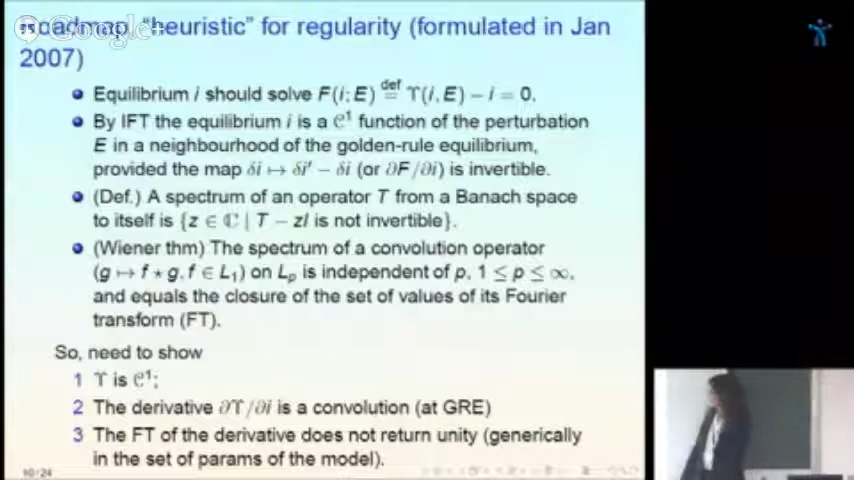 Google+
roadmap "heuristic" for regularity (formulated in Jan
2007)
Equilibrium i should solve F(i; E) def= ϒ(i, E) − i = 0.
By IFT the equilibrium i is a C¹ function of the perturbation
E in a neighbourhood of the golden-rule equilibrium,
provided the map δi ↦ δi′ − δi (or ∂F/∂i) is invertible.
(Def.) A spectrum of an operator T from a Banach space
to itself is {z ∈ ℂ | T − zI is not invertible}.
(Wiener thm) The spectrum of a convolution operator
(g ↦ f ⋆ g, f ∈ L₁) on Lₚ is independent of p, 1 ≤ p ≤ ∞,
and equals the closure of the set of values of its Fourier
transform (FT).
So, need to show
1 ϒ is C¹;
2 The derivative ∂ϒ/∂i is a convolution (at GRE)
3 The FT of the derivative does not return unity (generically
in the set of params of the model).
10/24